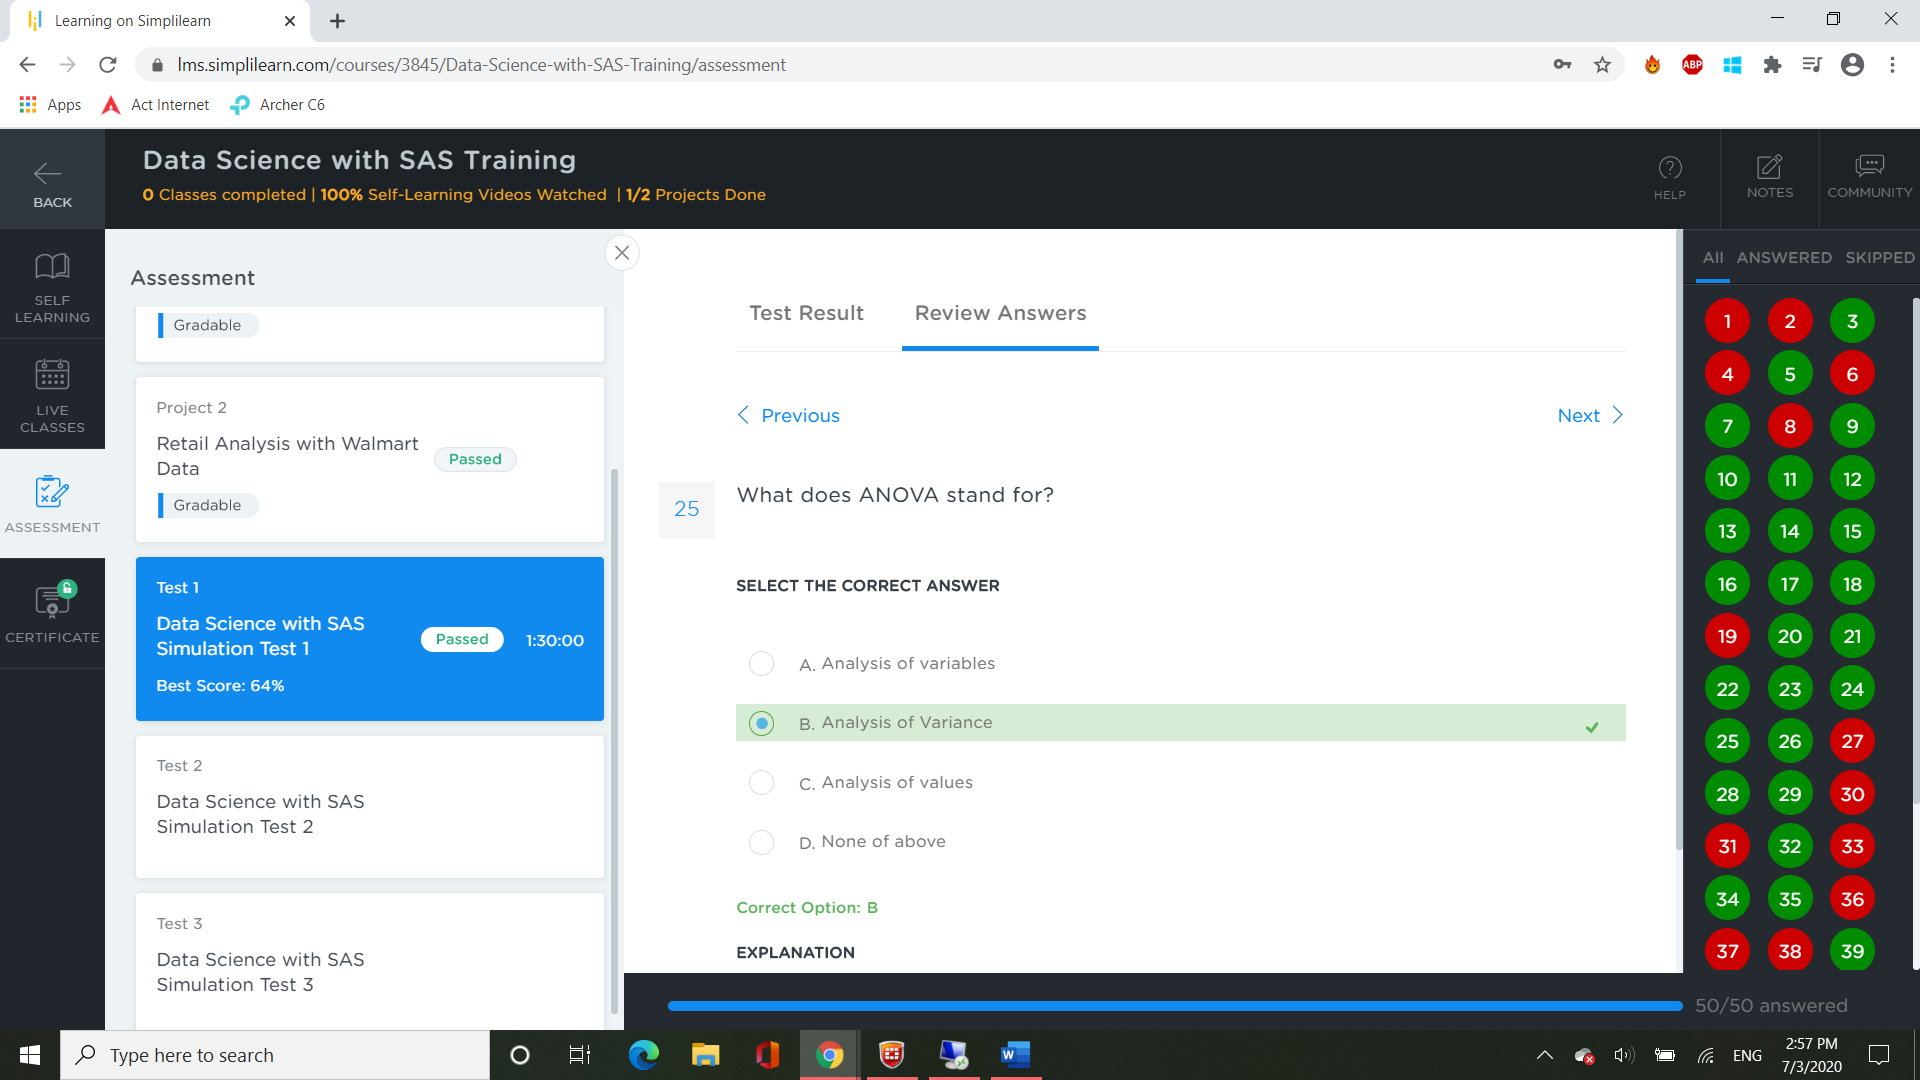 Learning on Simplilearn
lms.simplilearn.com/courses/3845/Data-Science-with-SAS-Training/assessment
ABP
Apps
Act Internet
Archer C6
BACK
Data Science with SAS Training
0 Classes completed | 100% Self-Learning Videos Watched | 1/2 Projects Done
HELP
NOTES
COMMUNITY
SELF
LEARNING
LIVE
CLASSES
ASSESSMENT
CERTIFICATE
Assessment
Gradable
Project 2
Retail Analysis with Walmart
Data
Passed
Gradable
Test 1
Data Science with SAS
Simulation Test 1
Passed
1:30:00
Best Score: 64%
Test 2
Data Science with SAS
Simulation Test 2
Test 3
Data Science with SAS
Simulation Test 3
Test Result
Review Answers
Previous
Next
25
What does ANOVA stand for?
SELECT THE CORRECT ANSWER
A. Analysis of variables
B. Analysis of Variance
C. Analysis of values
D. None of above
Correct Option: B
EXPLANATION
All ANSWERED SKIPPED
1 2 3
4 5 6
7 8 9
10 11 12
13 14 15
16 17 18
19 20 21
22 23 24
25 26 27
28 29 30
31 32 33
34 35 36
37 38 39
50/50 answered
Type here to search
W
ENG
2:57 PM
7/3/2020